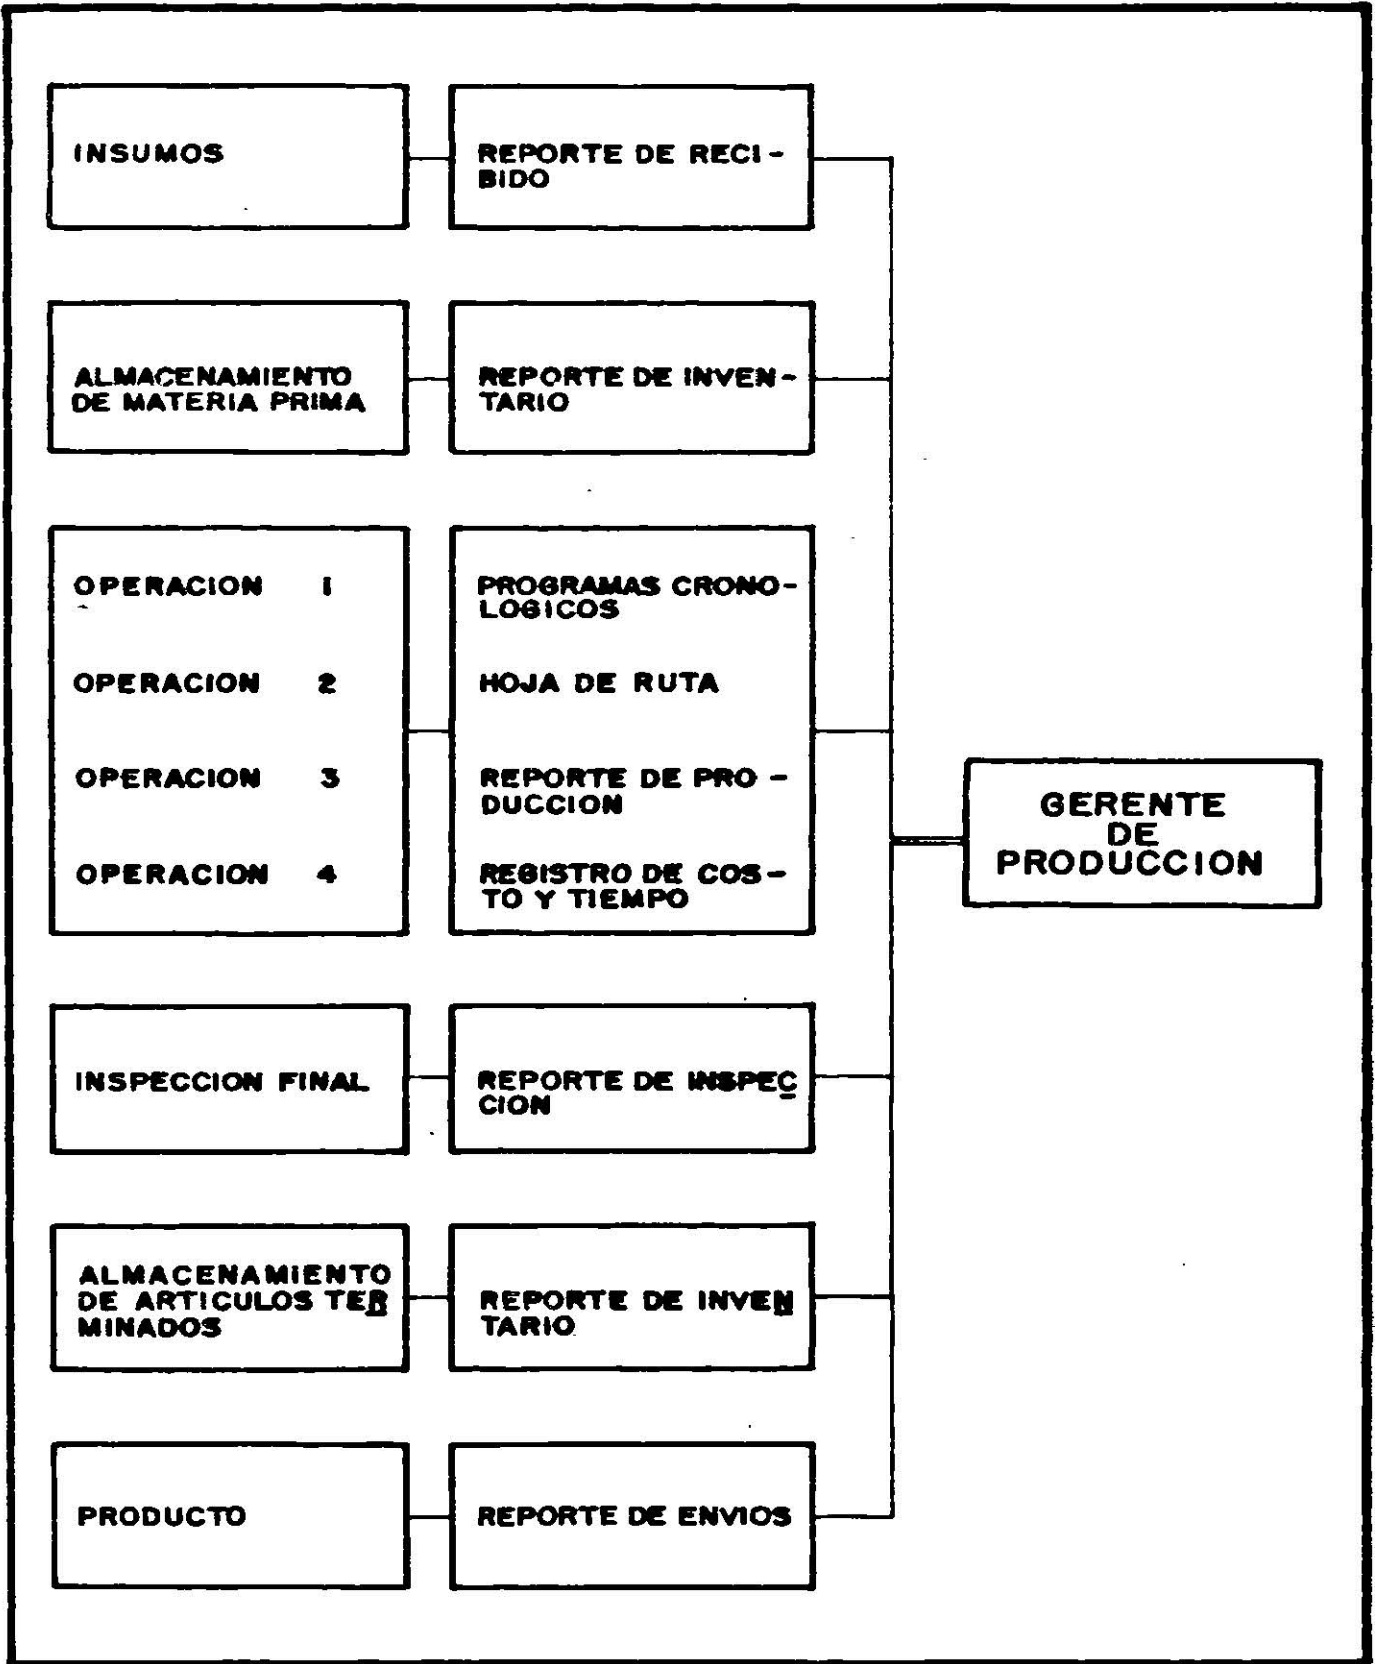 INSUMOS
REPORTE DE RECI-
BIDO
ALMACENAMIENTO
DE MATERIA PRIMA
REPORTE DE INVEN-
TARIO
OPERACION 1
PROGRAMAS CRONO-
LOGICOS
OPERACION 2
HOJA DE RUTA
OPERACION 3
REPORTE DE PRO-
DUCCION
OPERACION 4
REGISTRO DE COS-
TO Y TIEMPO
GERENTE
DE
PRODUCCION
INSPECCION FINAL
REPORTE DE INSPEC
CION
ALMACENAMIENTO
DE ARTICULOS TER
MINADOS
REPORTE DE INVEN
TARIO
PRODUCTO
REPORTE DE ENVIOS